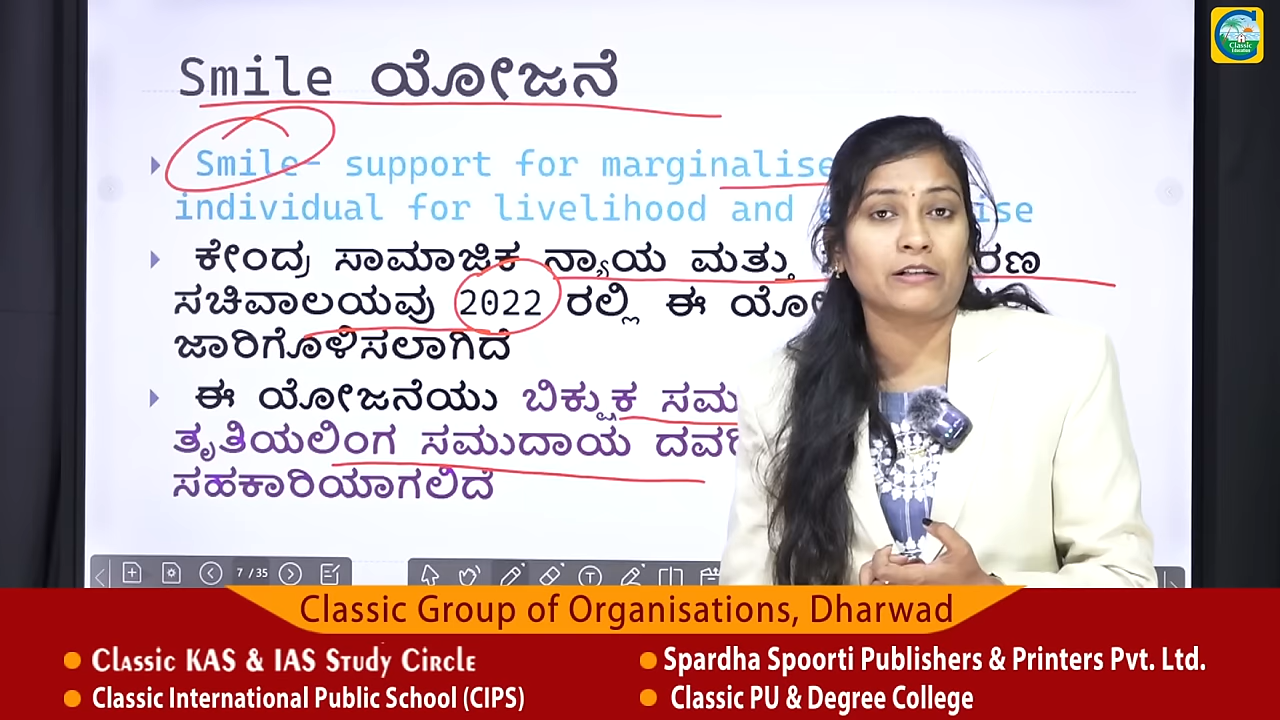 Smile ಯೋಜನೆ
Smile- support for
individual for livelihood and
ಕೇಂದ್ರ ಸಾಮಾಜಿಕ ನ್ಯಾಯ ಮತ್ತು
ಸಚಿವಾಲಯವು 2022 ರಲ್ಲಿ ಈ
ಜಾರಿಗೊಳಿಸಲಾಗಿದೆ
ಈ ಯೋಜನೆಯು ಬಿಕ್ಷುಕ
ತೃತಿಯಲಿಂಗ ಸಮುದಾಯ
ಸಹಕಾರಿಯಾಗಲಿದೆ
7 / 35
Classic
Education
Classic Group of Organisations, Dharwad
Classic KAS & IAS Study Circle
Spardha Spoorti Publishers & Printers Pvt. Ltd.
Classic International Public School (CIPS)
Classic PU & Degree College